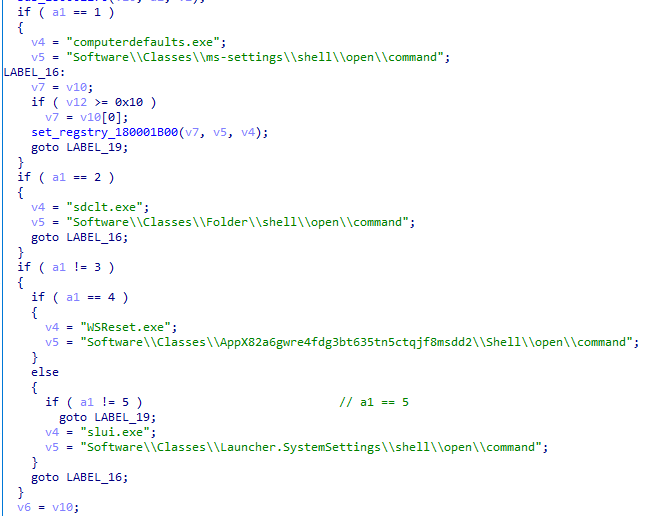 if ( a1 == 1 )
{
v4 = "computerdefaults.exe";
v5 = "Software\\Classes\\ms-settings\\shell\\open\\command";
LABEL_16:
v7 = v10;
if ( v12 >= 0x10 )
v7 = v10[0];
set_regstry_180001B00(v7, v5, v4);
goto LABEL_19;
}
if ( a1 == 2 )
{
v4 = "sdclt.exe";
v5 = "Software\\Classes\\Folder\\shell\\open\\command";
goto LABEL_16;
}
if ( a1 != 3 )
{
if ( a1 == 4 )
{
v4 = "WSReset.exe";
v5 = "Software\\Classes\\AppX82a6gwre4fdg3bt635tn5ctqjf8msdd2\\Shell\\open\\command";
}
else
{
if ( a1 != 5 ) // a1 == 5
goto LABEL_19;
v4 = "slui.exe";
v5 = "Software\\Classes\\Launcher.SystemSettings\\shell\\open\\command";
}
goto LABEL_16;
}
v6 = v10;